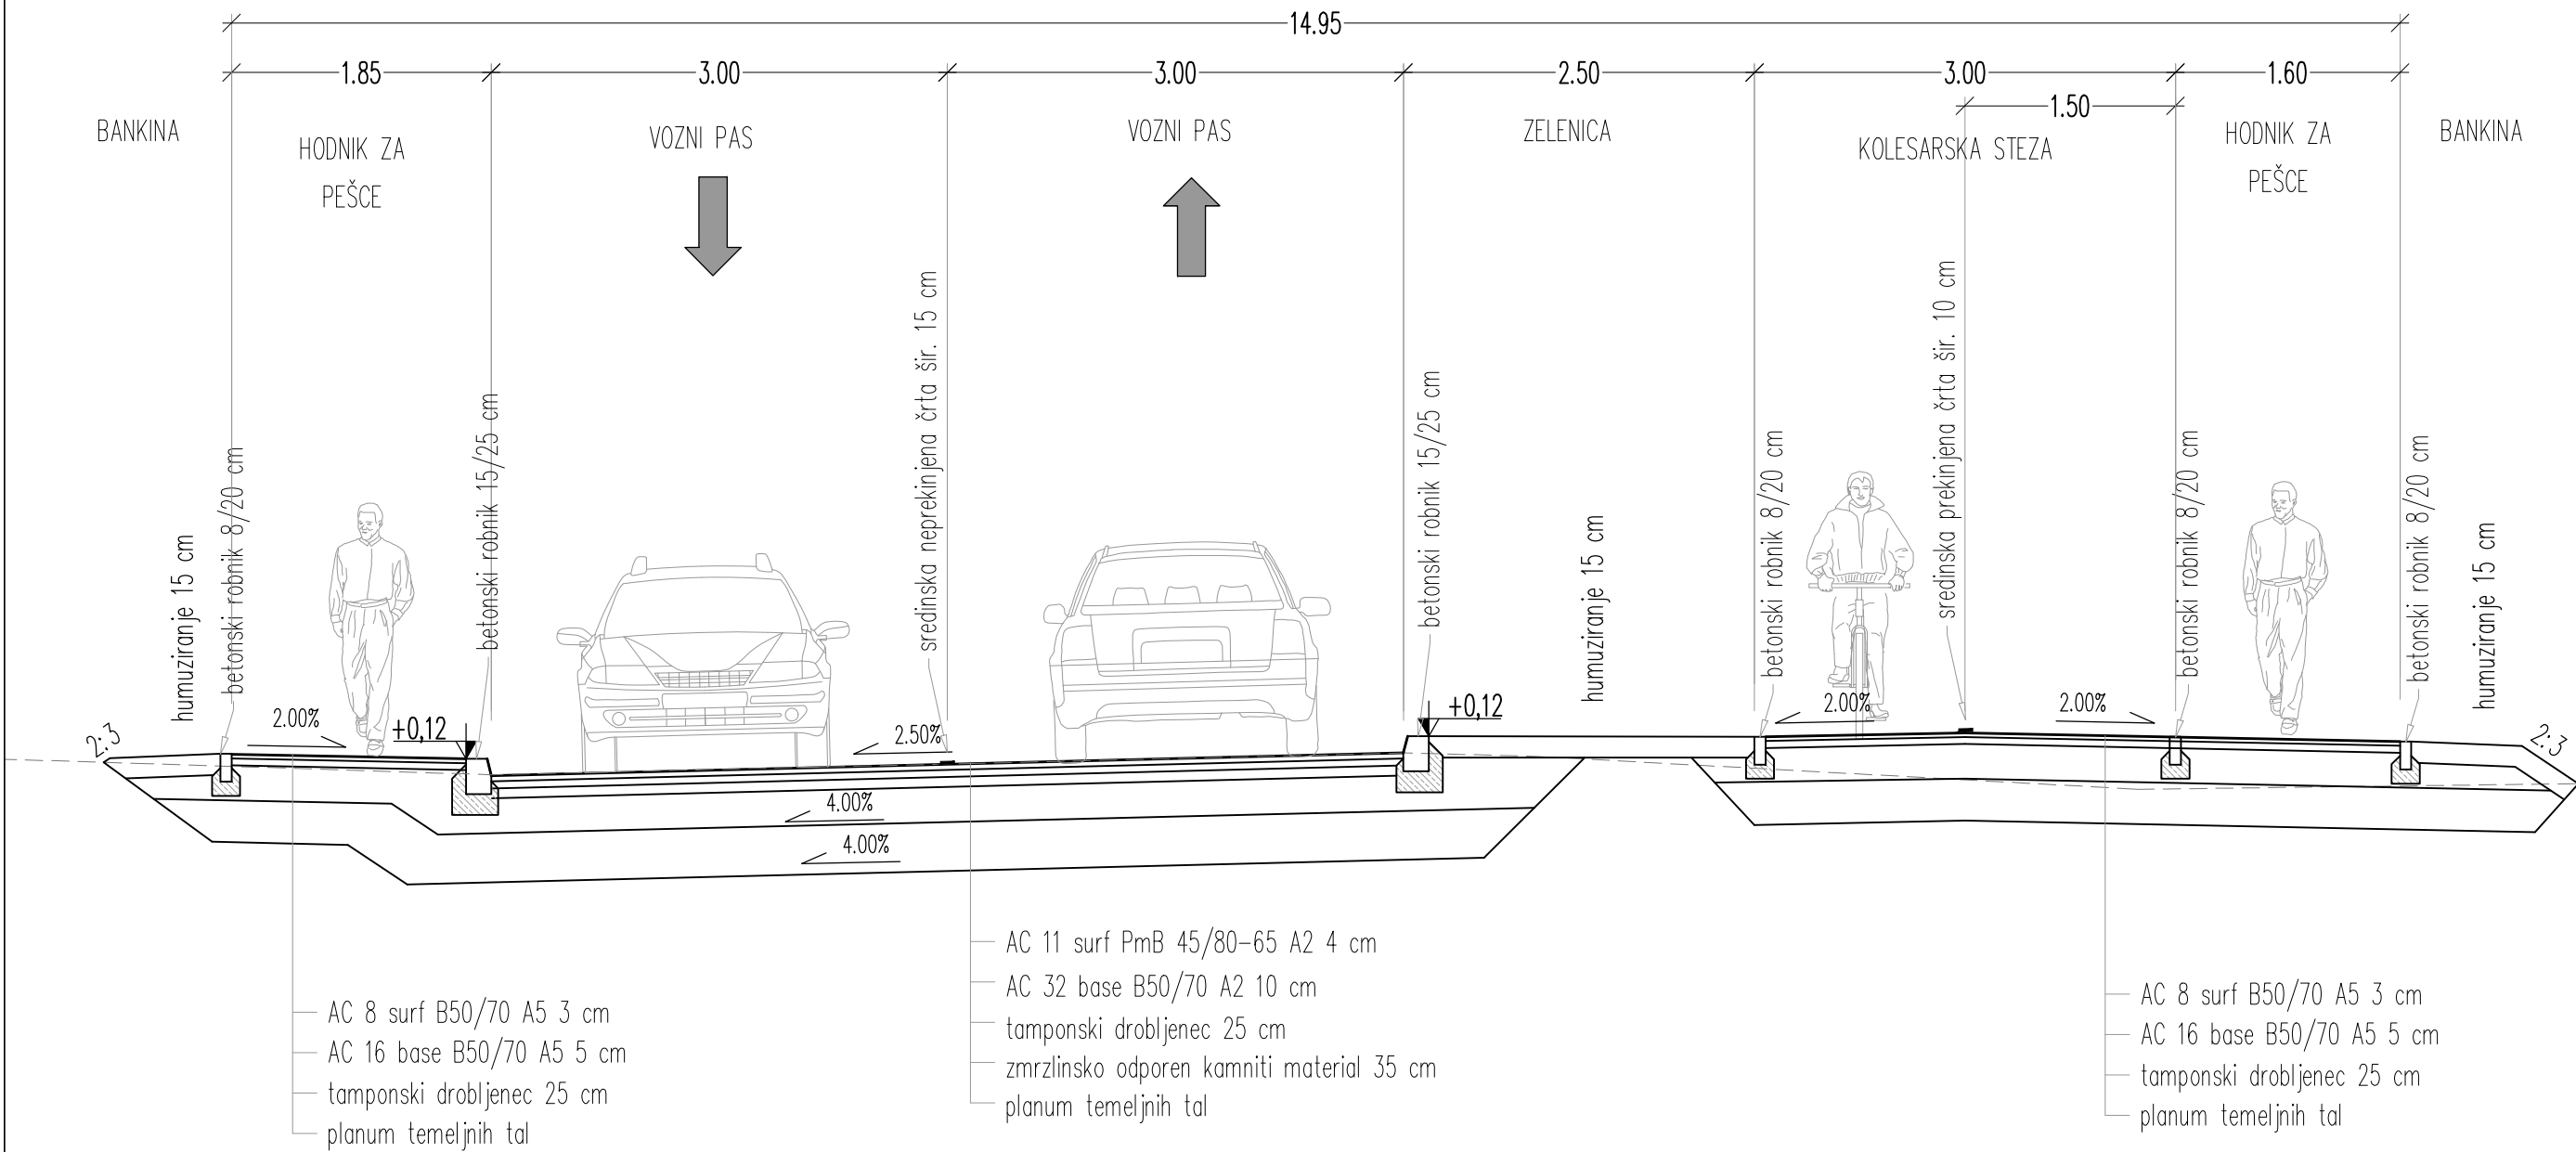 14.95
1.85 3.00 3.00 2.50 3.00 1.60
1.50
BANKINA
HODNIK ZA
PEŠCE
VOZNI PAS
VOZNI PAS
ZELENICA
KOLESARSKA STEZA
HODNIK ZA
PEŠCE
BANKINA
humuziranje 15 cm
betonski robnik 8/20 cm
betonski robnik 15/25 cm
sredinska neprekinjena črta šir. 15 cm
betonski robnik 15/25 cm
humuziranje 15 cm
betonski robnik 8/20 cm
sredinska prekinjena črta šir. 10 cm
betonski robnik 8/20 cm
betonski robnik 8/20 cm
humuziranje 15 cm
2:3
2.00%
+0,12
2.50%
+0,12
2.00%
2.00%
2:3
4.00%
4.00%
AC 8 surf B50/70 A5 3 cm
AC 16 base B50/70 A5 5 cm
tamponski drobljenec 25 cm
planum temeljnih tal
AC 11 surf PmB 45/80-65 A2 4 cm
AC 32 base B50/70 A2 10 cm
tamponski drobljenec 25 cm
zmrzlinsko odporen kamniti material 35 cm
planum temeljnih tal
AC 8 surf B50/70 A5 3 cm
AC 16 base B50/70 A5 5 cm
tamponski drobljenec 25 cm
planum temeljnih tal